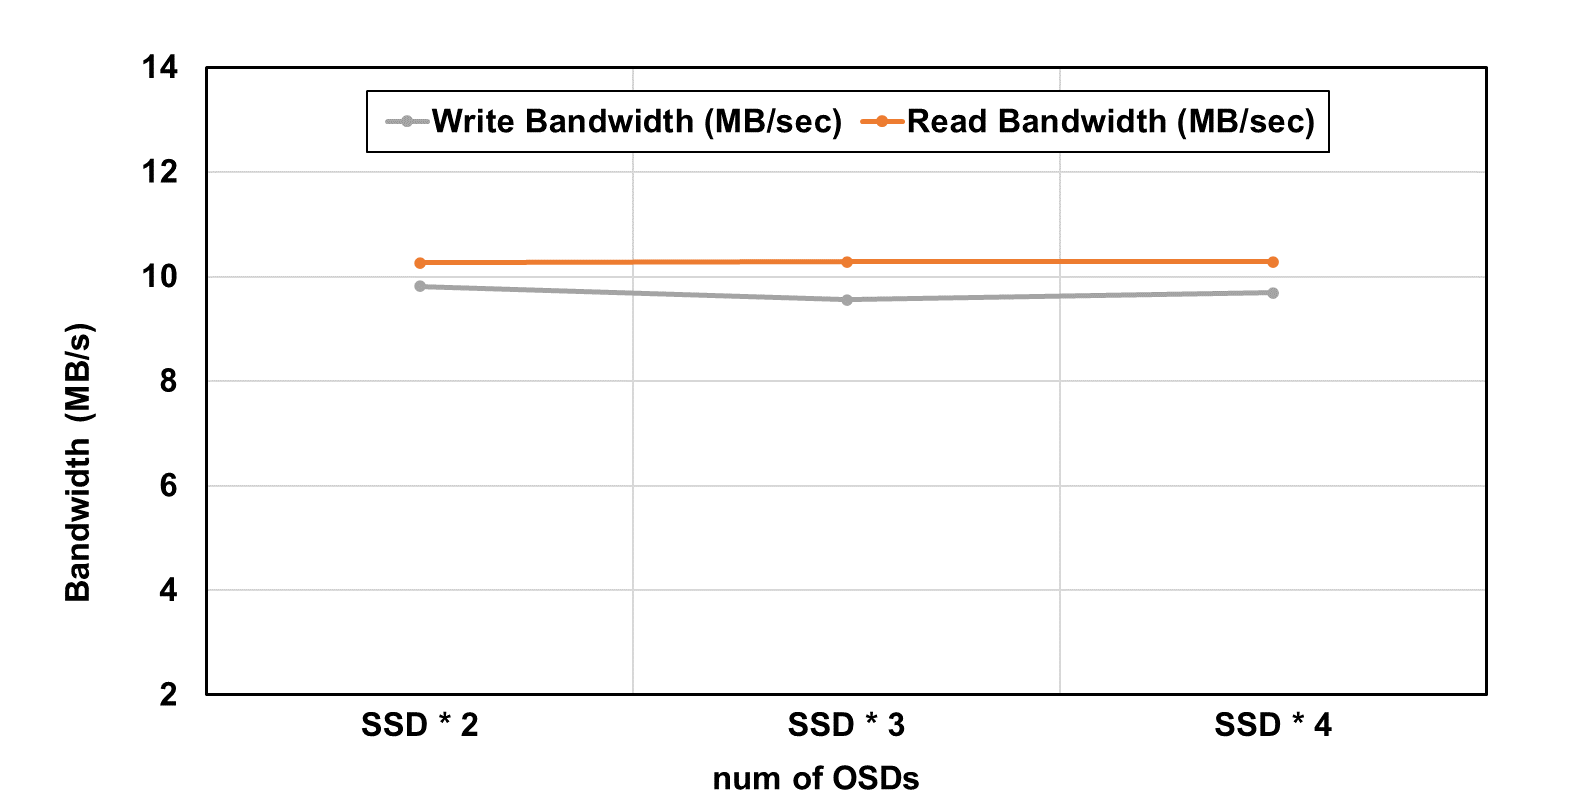 14
Write Bandwidth (MB/sec) Read Bandwidth (MB/sec)
12
10
8
6
4
2
Bandwidth (MB/s)
SSD * 2 SSD * 3 SSD * 4
num of OSDs